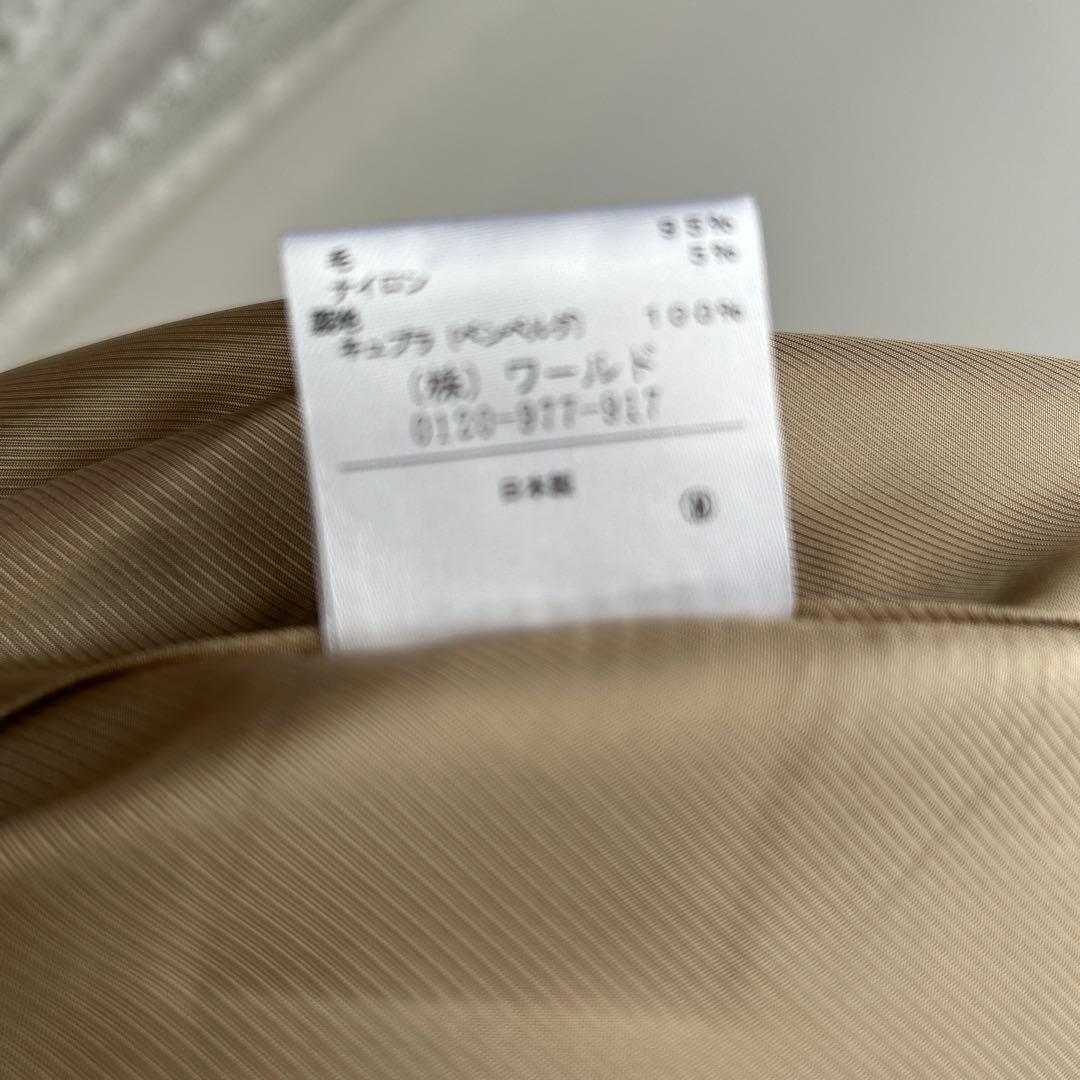 毛 95%
ナイロン 5%
裏地
キュプラ (ベンベルグ) 100%
(株) ワールド
0120-977-917
日本製